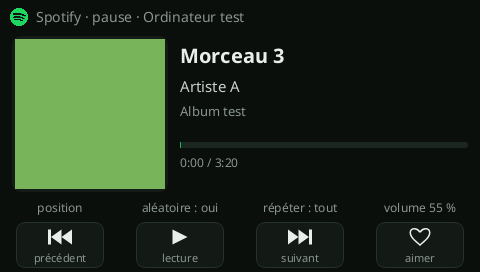 Spotify · pause · Ordinateur test
Morceau 3
Artiste A
Album test
0:00 / 3:20
position
aléatoire : oui
répéter : tout
volume 55 %
précédent
lecture
suivant
aimer